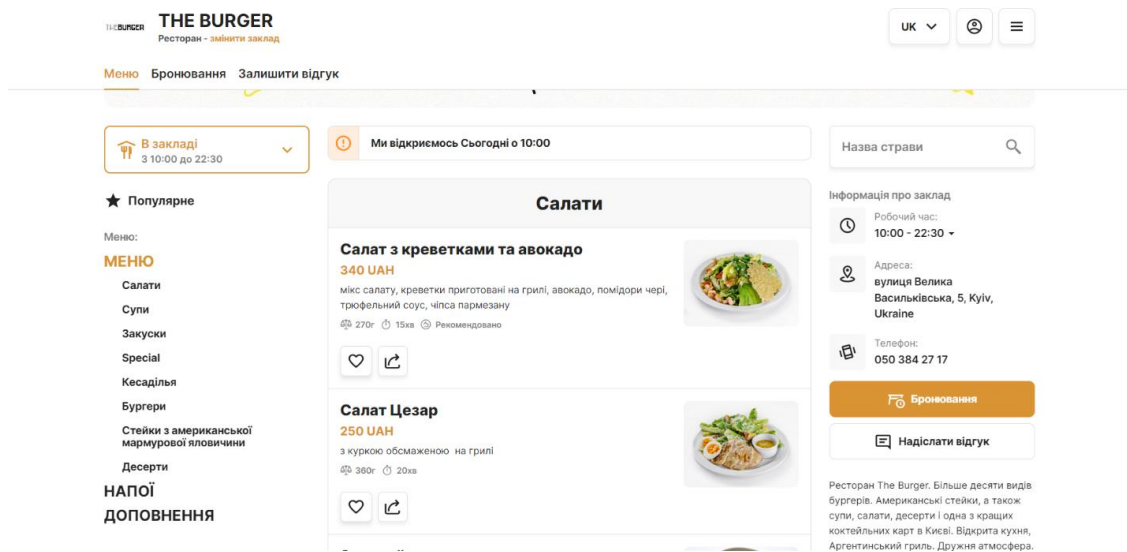 THE BURGER
THE BURGER
Ресторан - змінити заклад
UK
Меню Бронювання Залишити відгук
В закладі
З 10:00 до 22:30
Популярне
Меню:
МЕНЮ
Салати
Супи
Закуски
Special
Кесаділья
Бургери
Стейки з американської
мармурової яловичини
Десерти
НАПОЇ
ДОПОВНЕННЯ
Ми відкриємось Сьогодні о 10:00
Салати
Салат з креветками та авокадо
340 UAH
мікс салату, креветки приготовані на грилі, авокадо, помідори чері,
трюфельний соус, чіпса пармезану
270г 15хв Рекомендовано
Салат Цезар
250 UAH
з куркою обсмаженою на грилі
360г 20хв
Назва страви
Інформація про заклад
Робочий час:
10:00 - 22:30
Адреса:
вулиця Велика
Васильківська, 5, Kyiv,
Ukraine
Телефон:
050 384 27 17
Бронювання
Надіслати відгук
Ресторан The Burger. Більше десяти видів
бургерів. Американські стейки, а також
супи, салати, десерти і одна з кращих
коктейльних карт в Києві. Відкрита кухня,
Аргентинський гриль. Дружня атмосфера.